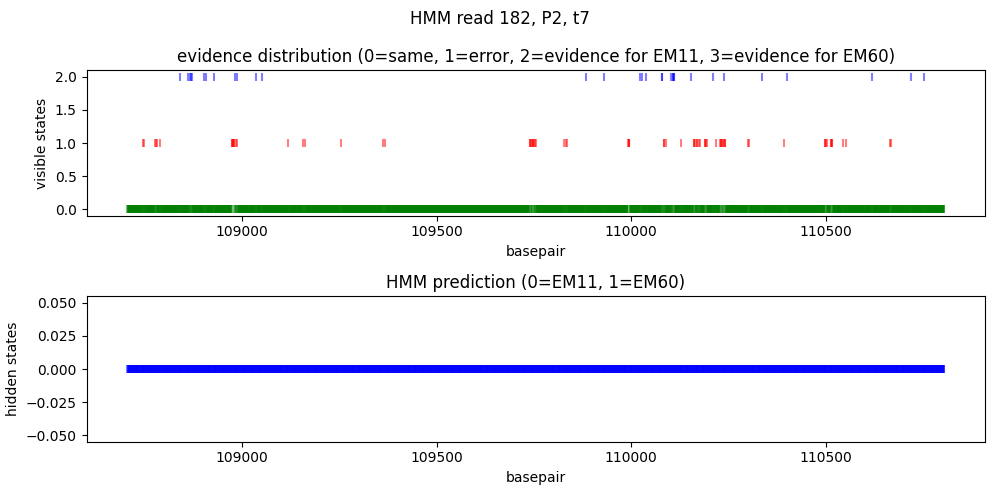 HMM read 182, P2, t7
evidence distribution (0=same, 1=error, 2=evidence for EM11, 3=evidence for EM60)
visible states
2.0
1.5
1.0
0.5
0.0
109000 109500 110000 110500
basepair
HMM prediction (0=EM11, 1=EM60)
hidden states
0.050
0.025
0.000
−0.025
−0.050
109000 109500 110000 110500
basepair